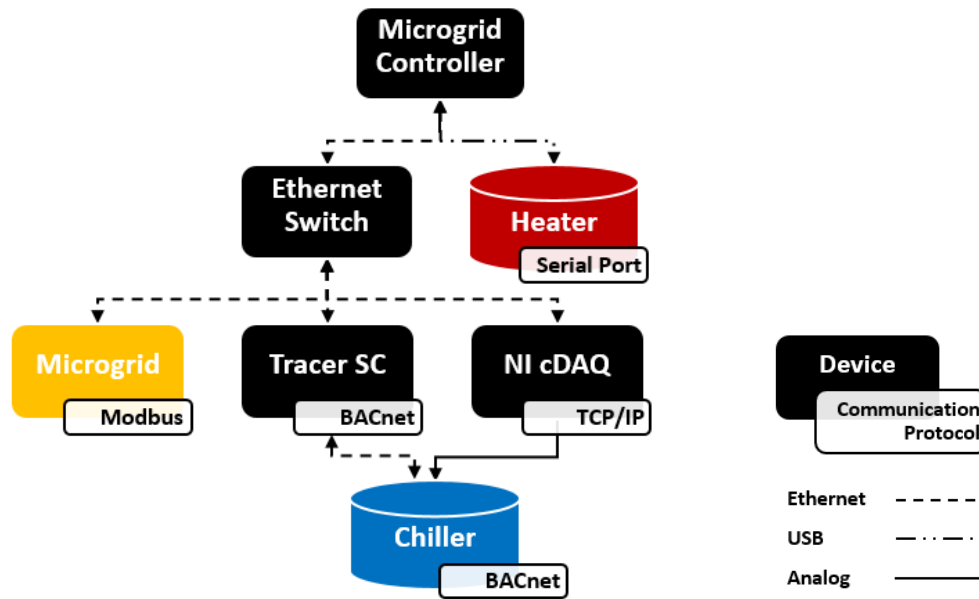 Microgrid
Controller
Ethernet
Switch
Heater
Serial Port
Microgrid
Modbus
Tracer SC
BACnet
NI cDAQ
TCP/IP
Chiller
BACnet
Device
Communication
Protocol
Ethernet
USB
Analog